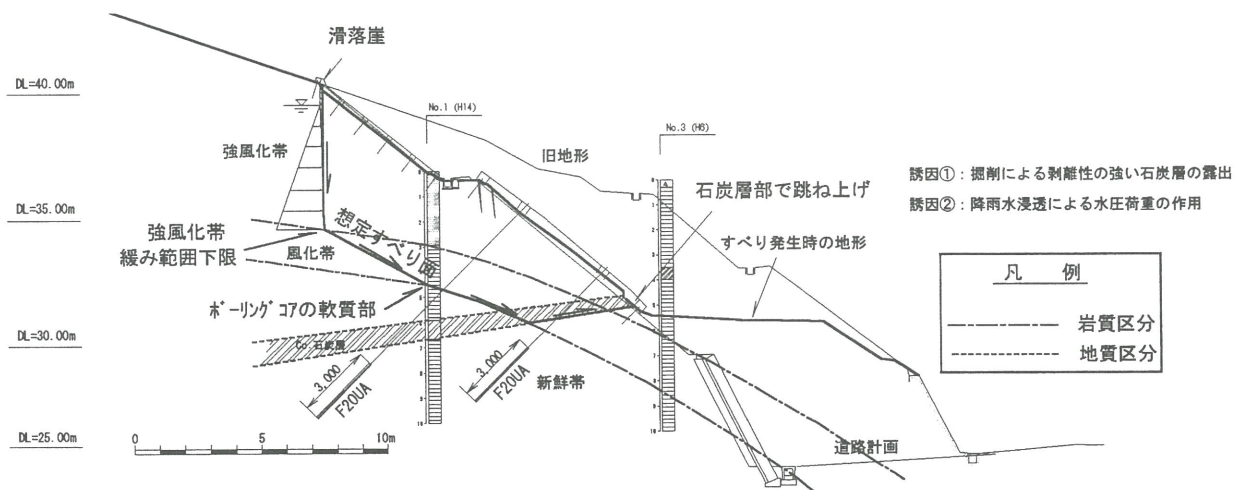 滑落崖
DL=40.00m
No.1 (H14)
No.3 (H6)
強風化帯
旧地形
石炭層部で跳ね上げ
誘因①：掘削による剥離性の強い石炭層の露出
誘因②：降雨水浸透による水圧荷重の作用
DL=35.00m
強風化帯
緩み範囲下限
風化帯
想定すべり面
すべり発生時の地形
凡 例
岩質区分
地質区分
ボーリングコアの軟質部
DL=30.00m
Co 石炭層
3,000
F20UA
3,000
F20UA
新鮮帯
DL=25.00m
0 5 10m
道路計画